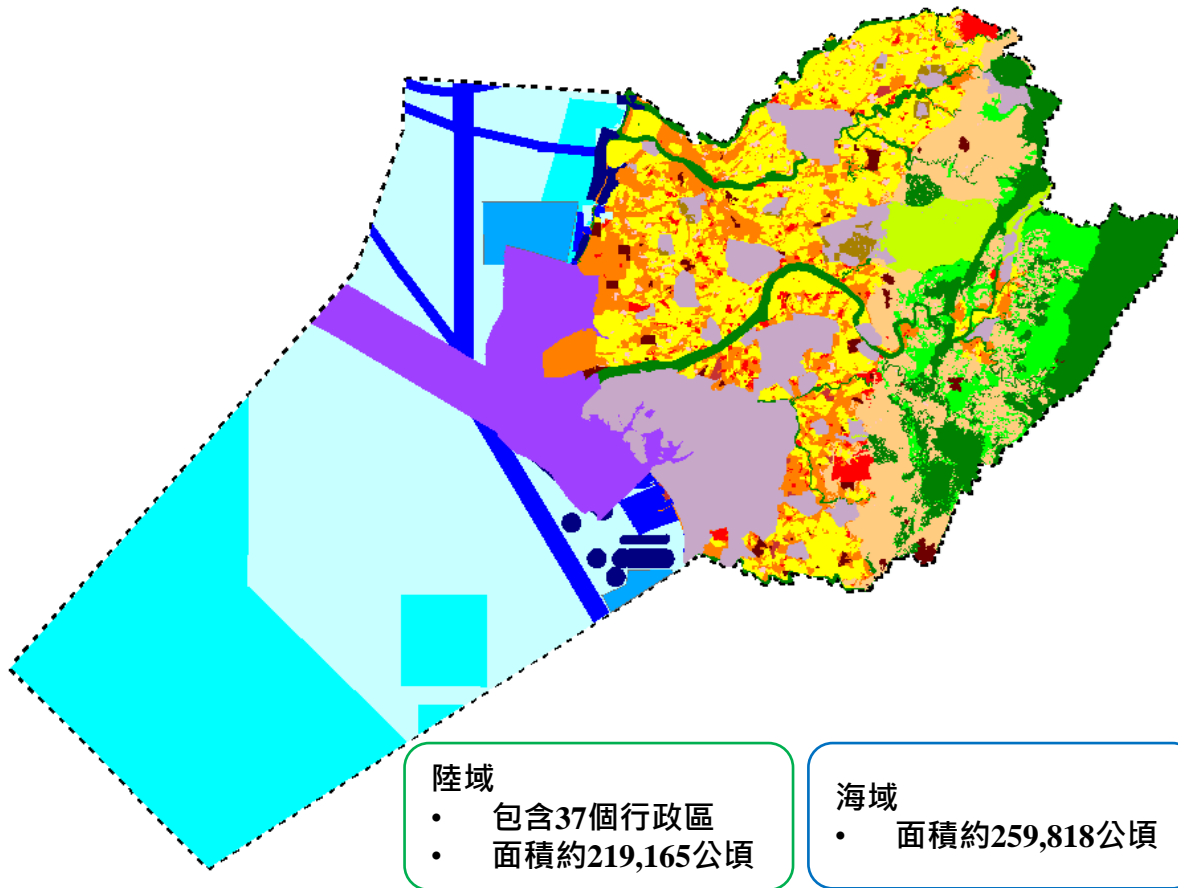 陸域
• 包含37個行政區
• 面積約219,165公頃
海域
• 面積約259,818公頃